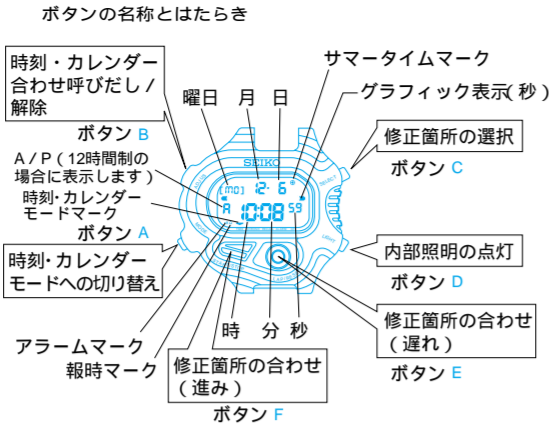 ボタンの名称とはたらき
時刻・カレンダー
合わせ呼びだし/
解除
ボタン B
曜日 月 日
サマータイムマーク
グラフィック表示(秒)
修正箇所の選択
ボタン C
A/P(12時間制の
場合に表示します)
時刻・カレンダー
モードマーク
ボタン A
時刻・カレンダー
モードへの切り替え
SEIKO
MO
12- 6
A 10:08 59
内部照明の点灯
ボタン D
修正箇所の合わせ
(遅れ)
ボタン E
時 分 秒
アラームマーク
報時マーク
修正箇所の合わせ
(進み)
ボタン F